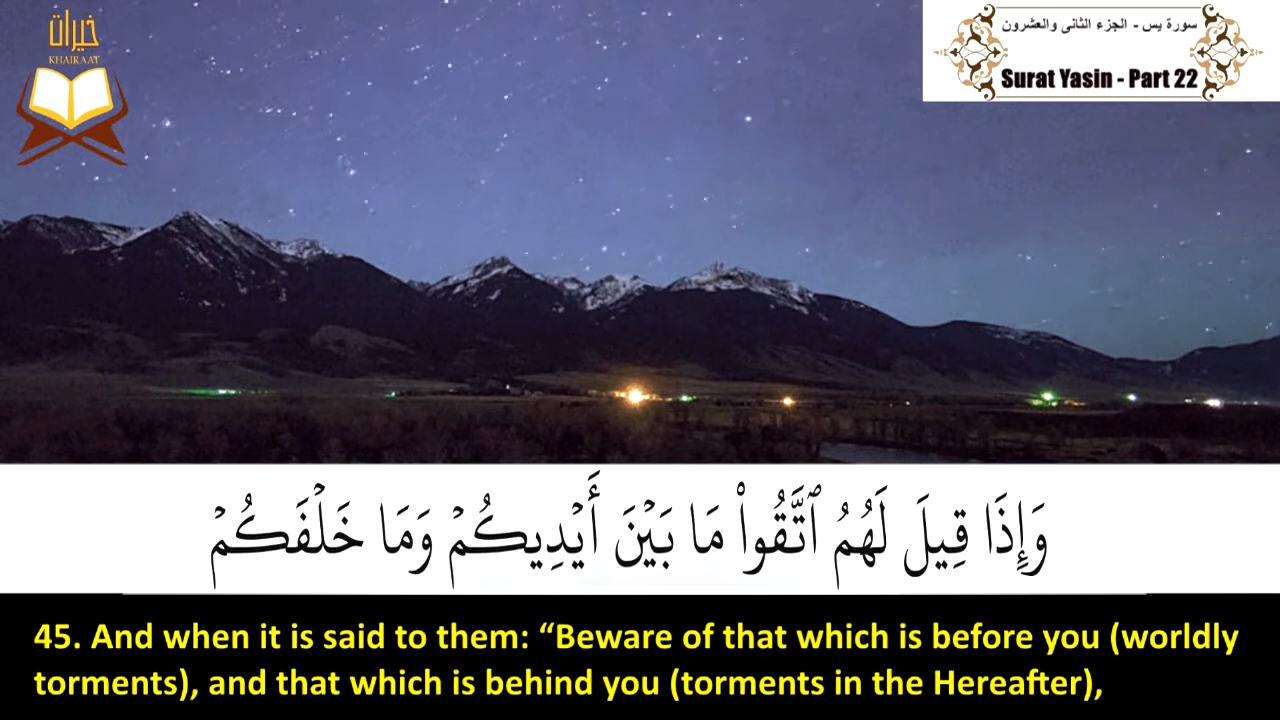 خيرات
KHAIRAAT
سورة يس - الجزء الثانى والعشرون
Surat Yasin - Part 22
وَإِذَا قِيلَ لَهُمُ ٱتَّقُوا۟ مَا بَيْنَ أَيْدِيكُمْ وَمَا خَلْفَكُمْ
45. And when it is said to them: “Beware of that which is before you (worldly
torments), and that which is behind you (torments in the Hereafter),